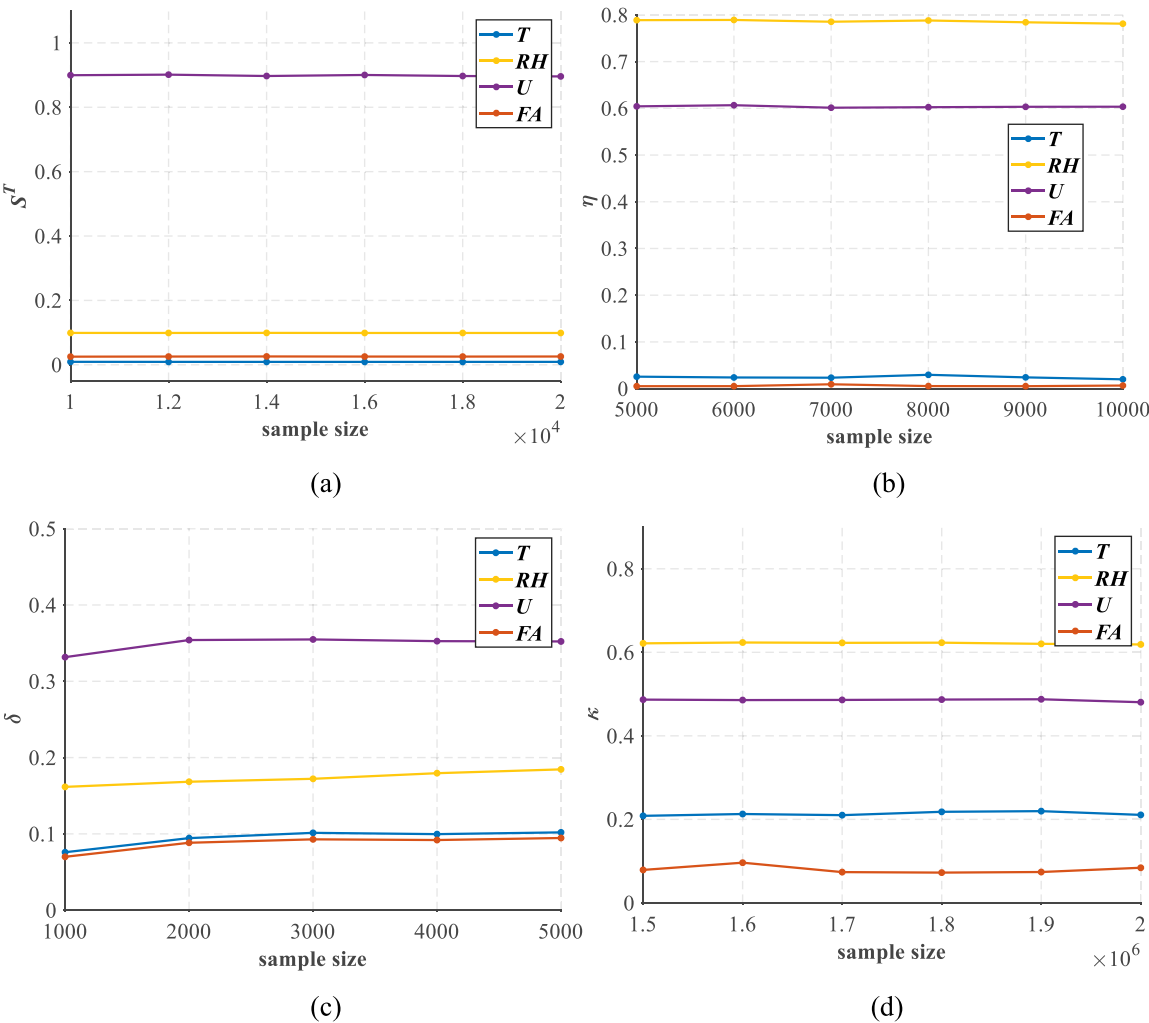 1
0.8
0.6
0.4
0.2
0
S^T
1 1.2 1.4 1.6 1.8 2
sample size
×10^4
T
RH
U
FA
(a)
0.8
0.7
0.6
0.5
0.4
0.3
0.2
0.1
0
η
5000 6000 7000 8000 9000 10000
sample size
T
RH
U
FA
(b)
0.5
0.4
0.3
0.2
0.1
0
δ
1000 2000 3000 4000 5000
sample size
T
RH
U
FA
(c)
0.8
0.6
0.4
0.2
0
κ
1.5 1.6 1.7 1.8 1.9 2
sample size
×10^6
T
RH
U
FA
(d)